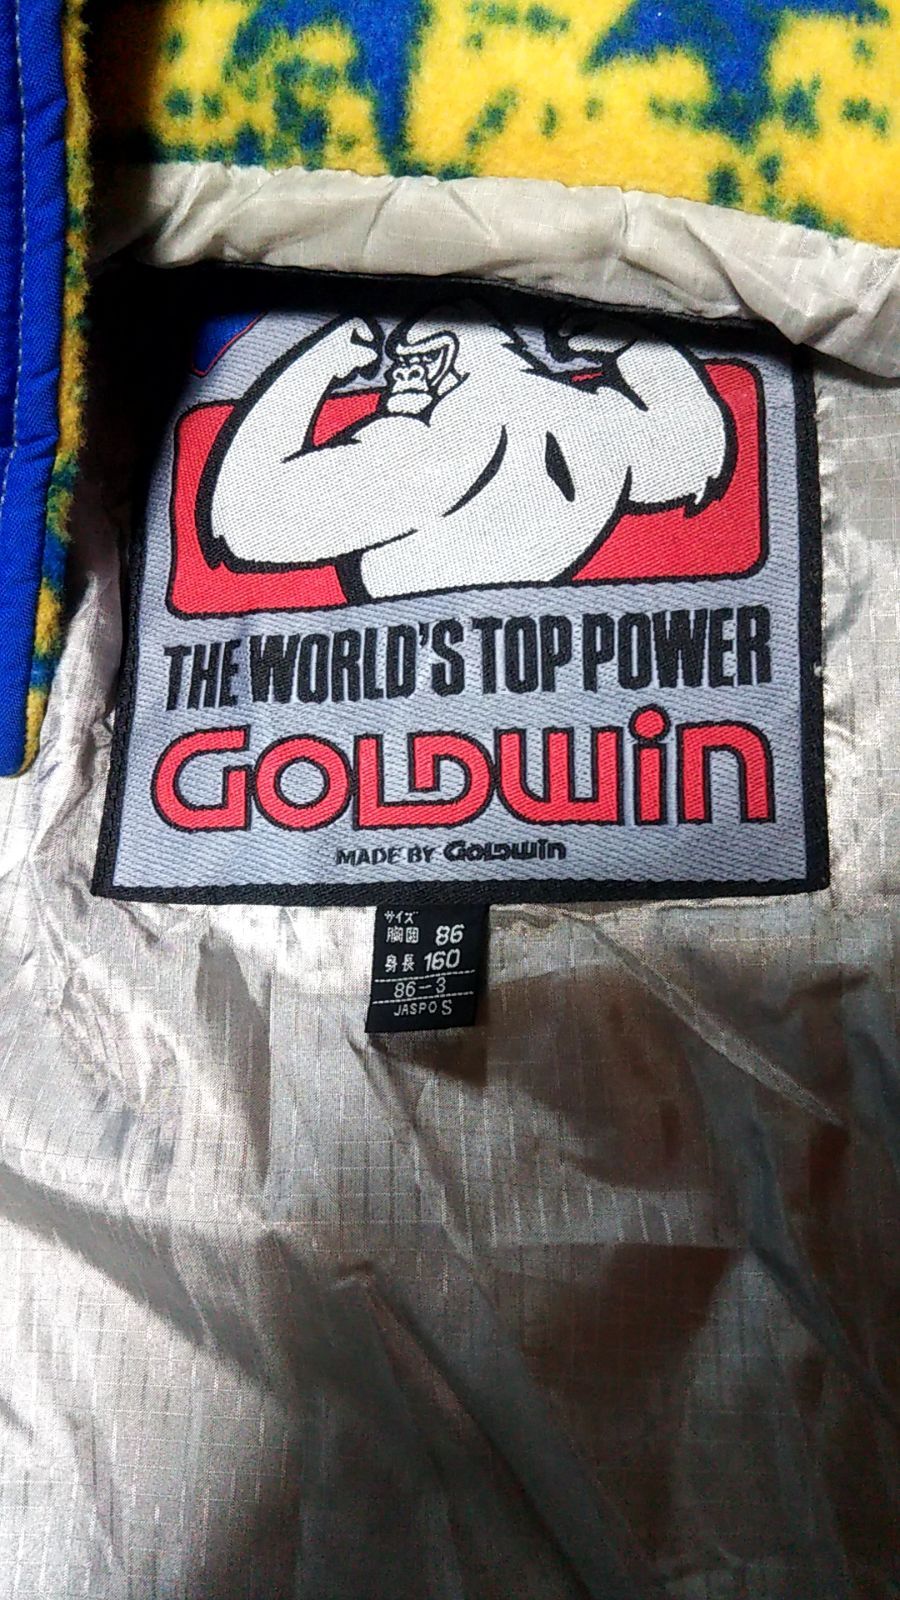 THE WORLD'S TOP POWER
GOLDWIN
MADE BY GOLDWIN
サイズ
胸囲 86
身長 160
86-3
JASPO S